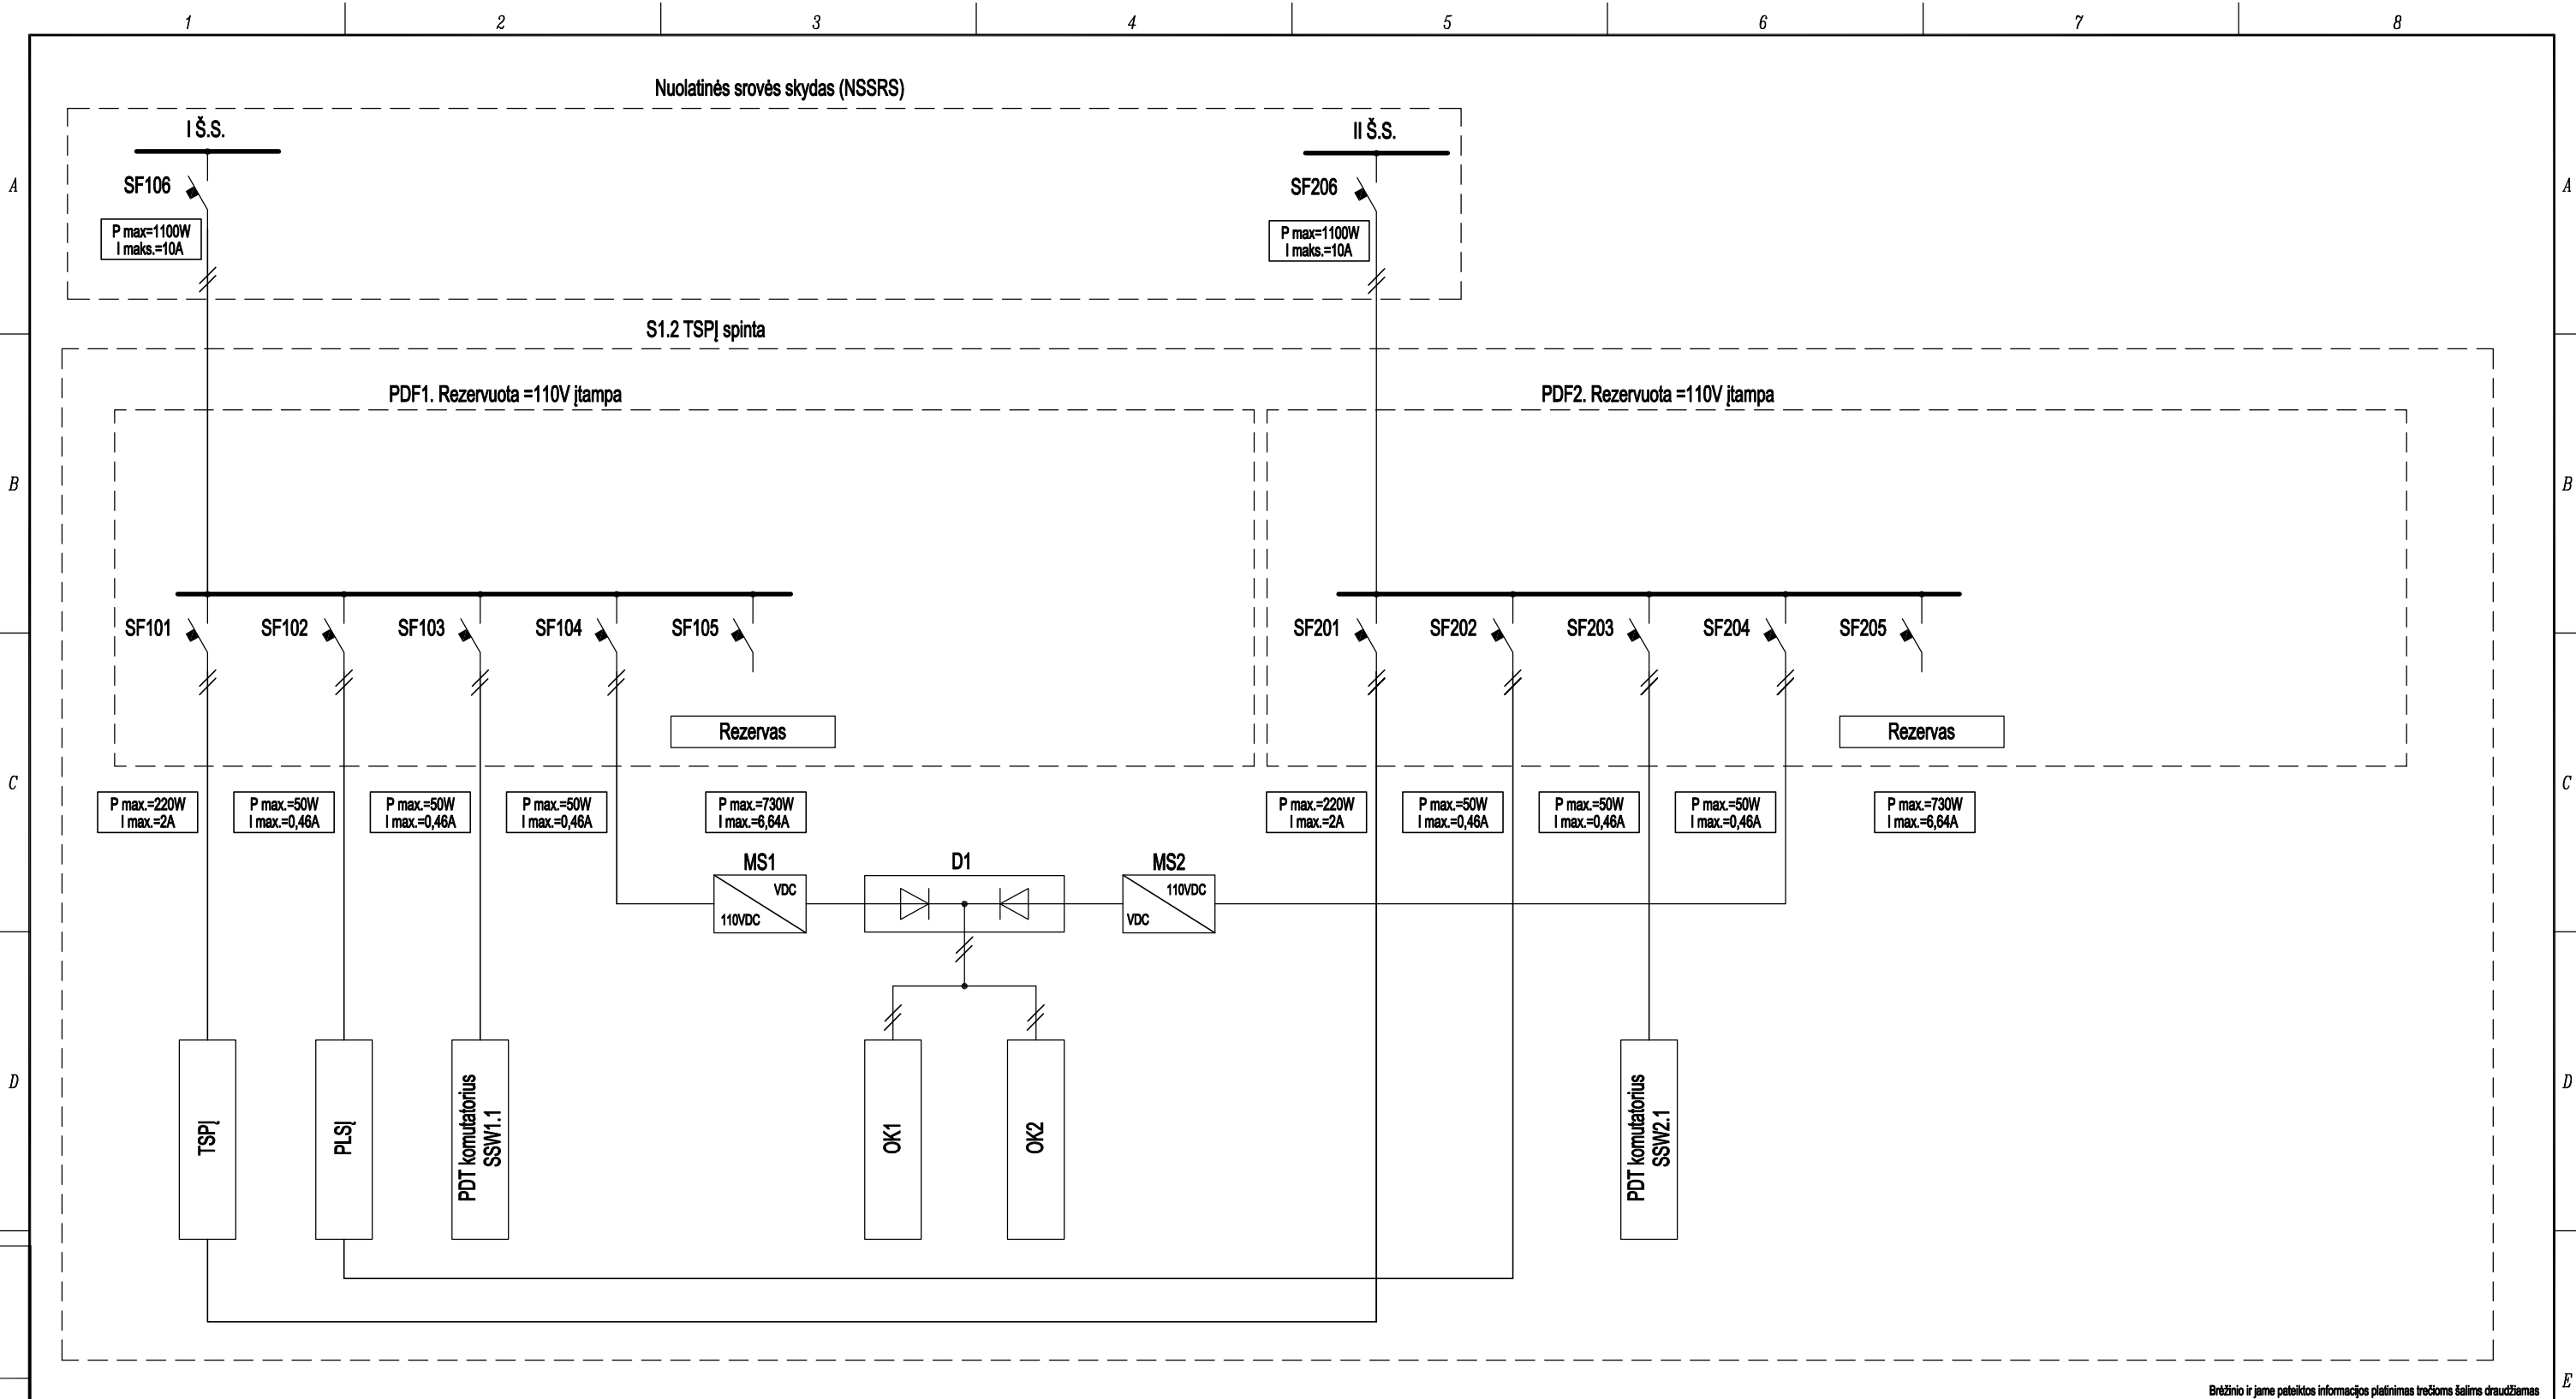 1 2 3 4 5 6 7 8
Nuolatinės srovės skydas (NSSRS)
I Š.S. II Š.S.
A SF106 SF206 A
P max=1100W
I maks.=10A
P max=1100W
I maks.=10A
S1.2 TSPĮ spinta
PDF1. Rezervuota =110V įtampa PDF2. Rezervuota =110V įtampa
B B
SF101 SF102 SF103 SF104 SF105 SF201 SF202 SF203 SF204 SF205
Rezervas Rezervas
C C
P max.=220W
I max.=2A
P max.=50W
I max.=0,46A
P max.=50W
I max.=0,46A
P max.=50W
I max.=0,46A
P max.=730W
I max.=6,64A
P max.=220W
I max.=2A
P max.=50W
I max.=0,46A
P max.=50W
I max.=0,46A
P max.=50W
I max.=0,46A
P max.=730W
I max.=6,64A
MS1 D1 MS2
VDC
110VDC
110VDC
VDC
D D
TSPĮ
PLSĮ
PDT komutatorius
SSW1.1
OK1
OK2
PDT komutatorius
SSW2.1
E
Brėžinio ir jame pateiktos informacijos platinimas trečioms šalims draudžiamas